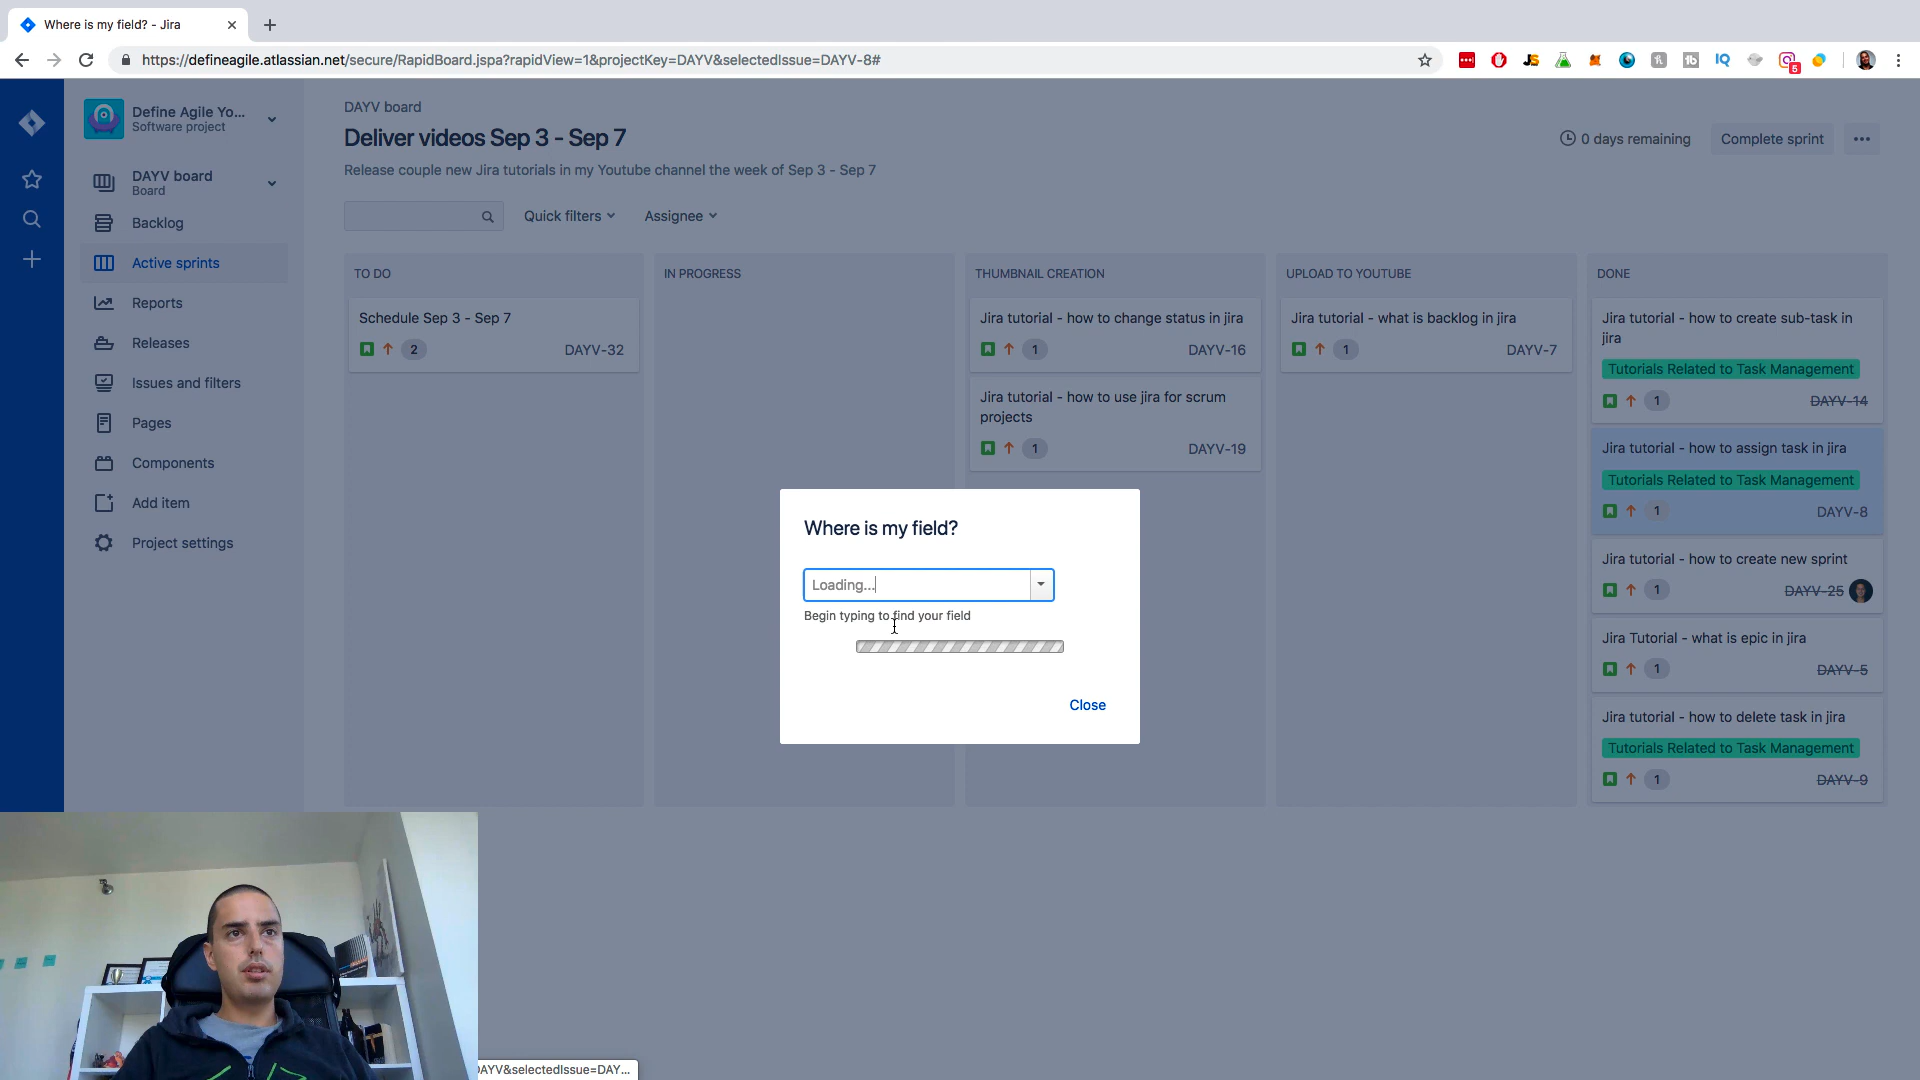 Where is my field? - Jira
https://defineagile.atlassian.net/secure/RapidBoard.jspa?rapidView=1&projectKey=DAYV&selectedIssue=DAYV-8#
5
Define Agile Yo...
Software project
DAYV board
Board
Backlog
Active sprints
Reports
Releases
Issues and filters
Pages
Components
Add item
Project settings
DAYV board
Deliver videos Sep 3 - Sep 7
0 days remaining
Complete sprint
Release couple new Jira tutorials in my Youtube channel the week of Sep 3 - Sep 7
Quick filters
Assignee
TO DO
Schedule Sep 3 - Sep 7
2
DAYV-32
IN PROGRESS
THUMBNAIL CREATION
Jira tutorial - how to change status in jira
1
DAYV-16
Jira tutorial - how to use jira for scrum
projects
1
DAYV-19
UPLOAD TO YOUTUBE
Jira tutorial - what is backlog in jira
1
DAYV-7
DONE
Jira tutorial - how to create sub-task in
jira
Tutorials Related to Task Management
1
DAYV-14
Jira tutorial - how to assign task in jira
Tutorials Related to Task Management
1
DAYV-8
Jira tutorial - how to create new sprint
1
DAYV-25
Jira Tutorial - what is epic in jira
1
DAYV-5
Jira tutorial - how to delete task in jira
Tutorials Related to Task Management
1
DAYV-9
Where is my field?
Loading...
Begin typing to find your field
Close
DAYV&selectedIssue=DAY...